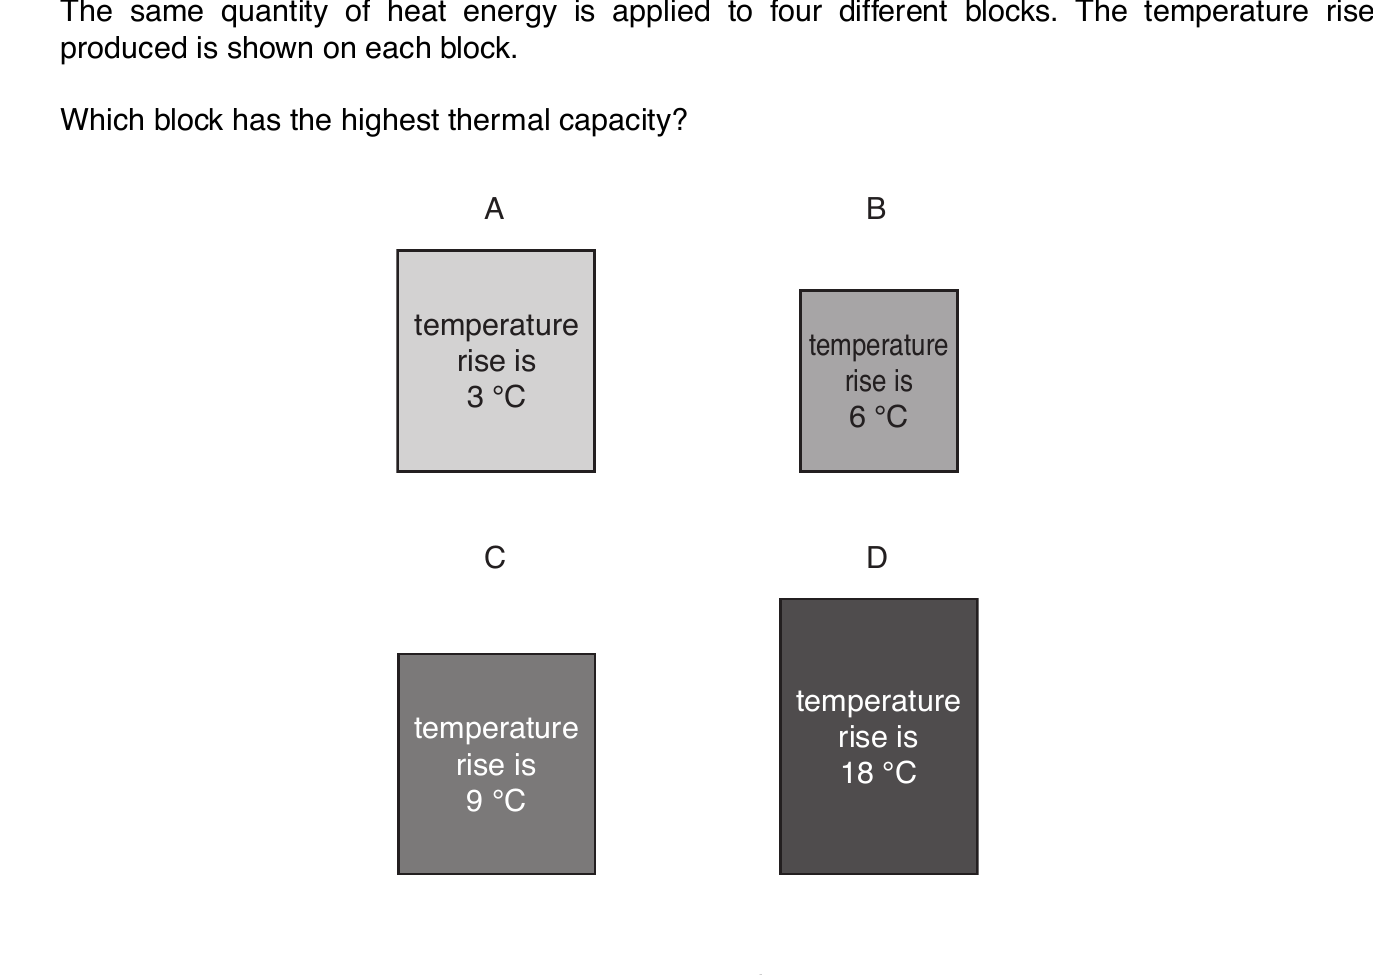 The same quantity of heat energy is applied to four different blocks. The temperature rise
produced is shown on each block.
Which block has the highest thermal capacity?
A
temperature
rise is
3 °C
B
temperature
rise is
6 °C
C
temperature
rise is
9 °C
D
temperature
rise is
18 °C